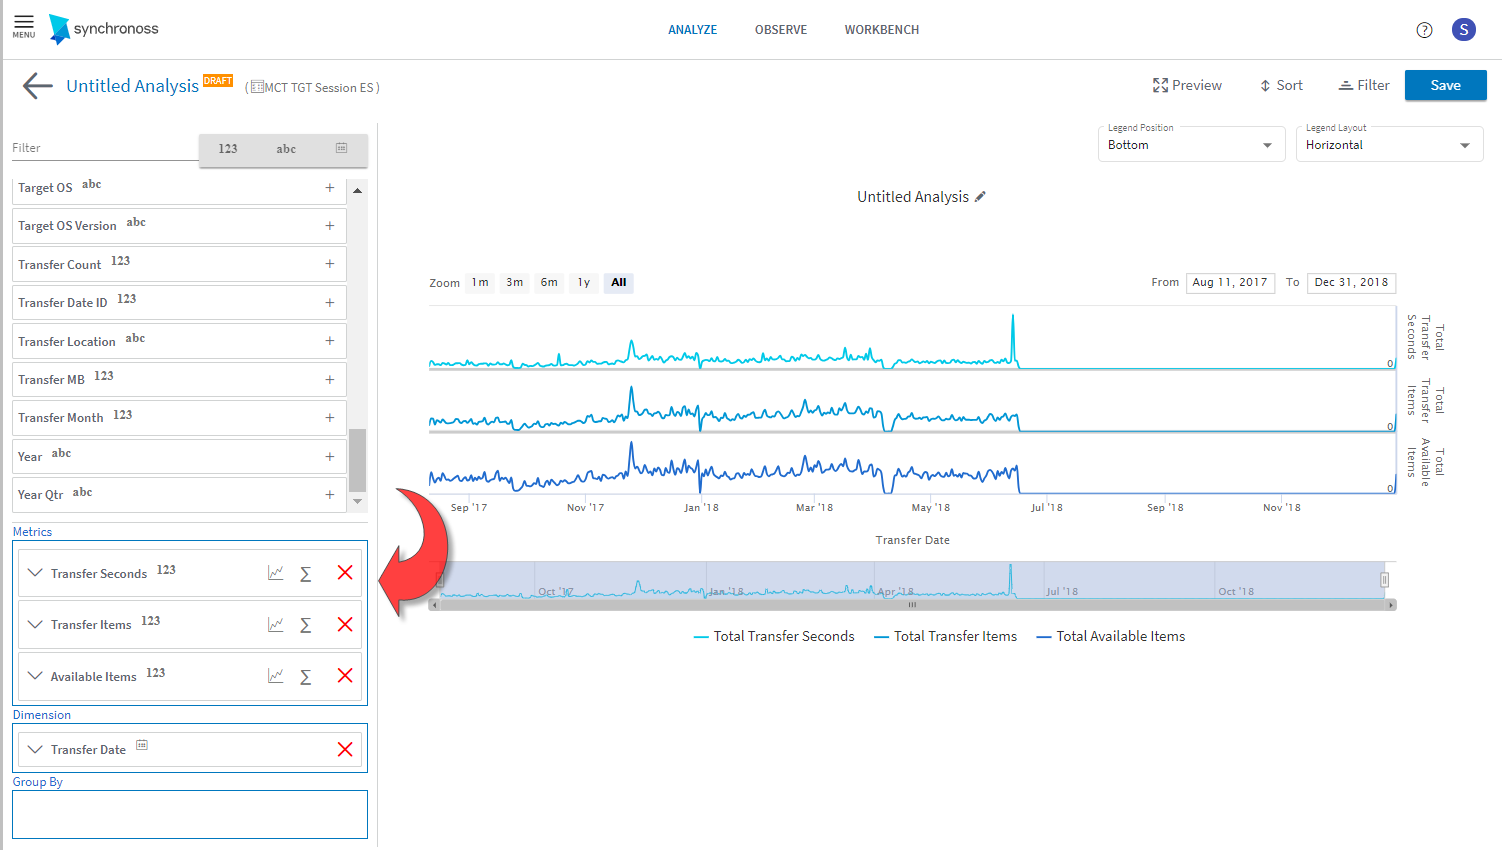 MENU
synchronoss
ANALYZE
OBSERVE
WORKBENCH
?
S
Untitled Analysis DRAFT ( MCT TGT Session ES )
Preview
Sort
Filter
Save
Filter
123
abc
Target OS abc +
Target OS Version abc +
Transfer Count 123 +
Transfer Date ID 123 +
Transfer Location abc +
Transfer MB 123 +
Transfer Month 123 +
Year abc +
Year Qtr abc +
Metrics
Transfer Seconds 123 Σ
Transfer Items 123 Σ
Available Items 123 Σ
Dimension
Transfer Date
Group By
Legend Position
Bottom
Legend Layout
Horizontal
Untitled Analysis
Zoom 1m 3m 6m 1y All
From Aug 11, 2017 To Dec 31, 2018
0
Total
Transfer
Seconds
0
Total
Transfer
Items
0
Total
Available
Items
Sep '17 Nov '17 Jan '18 Mar '18 May '18 Jul '18 Sep '18 Nov '18
Transfer Date
Oct '17 Jan '18 Apr '18 Jul '18 Oct '18
Total Transfer Seconds Total Transfer Items Total Available Items